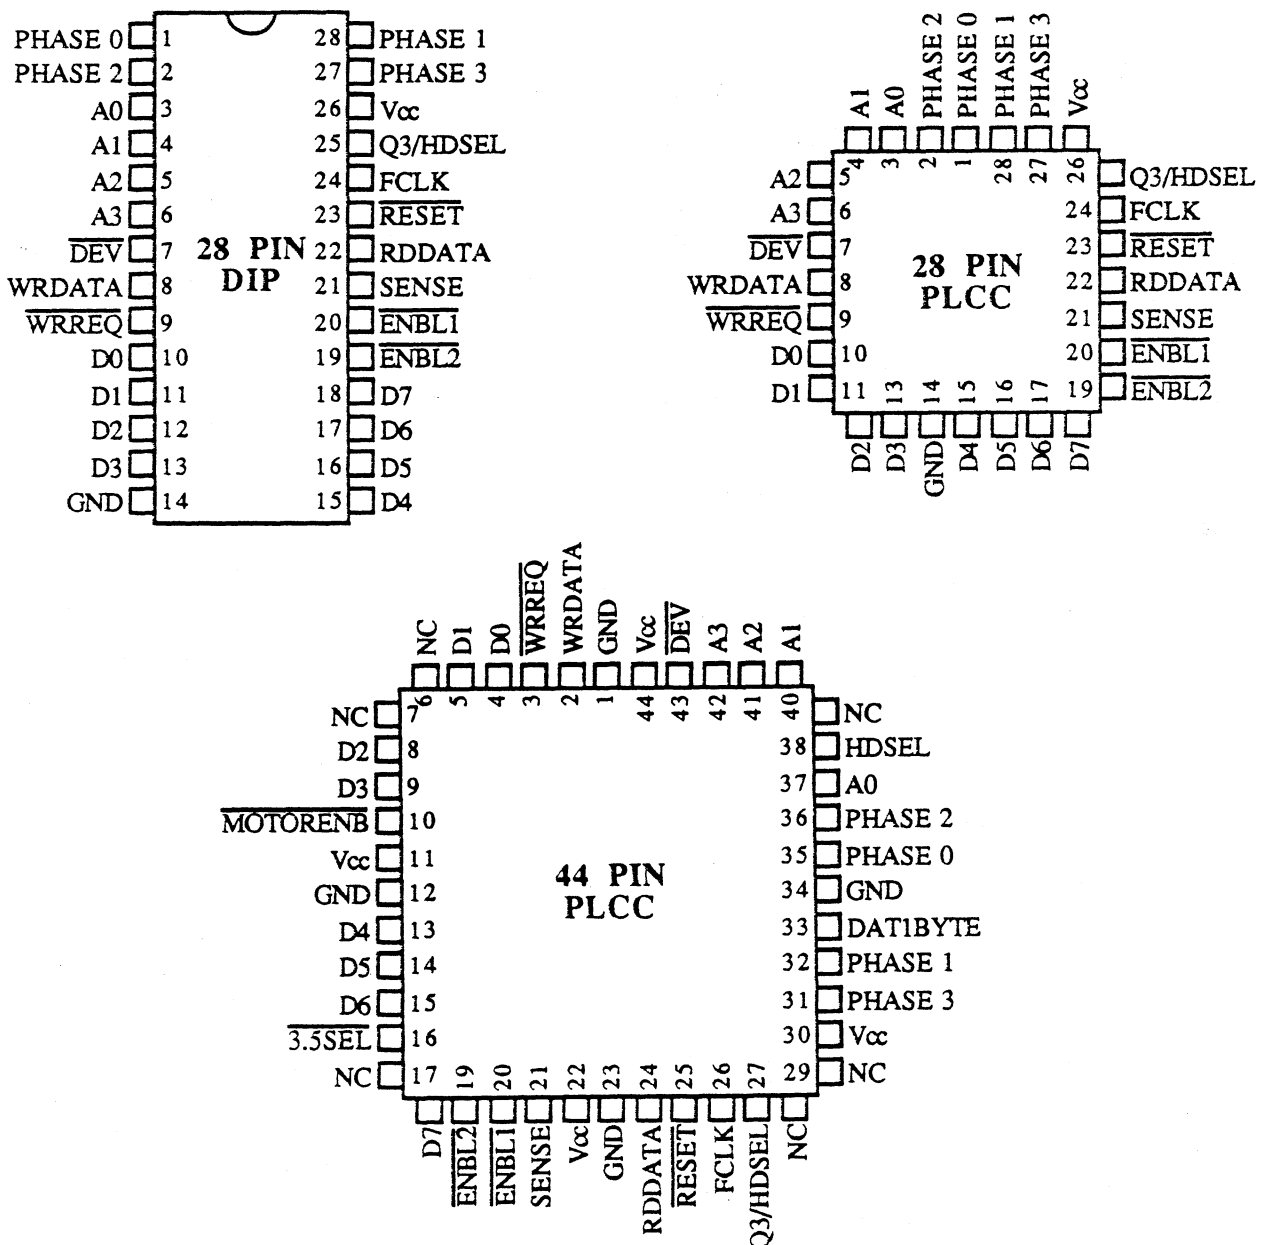 PHASE 0 1 28 PHASE 1
PHASE 2 2 27 PHASE 3
A0 3 26 Vcc
A1 4 25 Q3/HDSEL
A2 5 24 FCLK
A3 6 23 RESET
DEV 7 28 PIN 22 RDDATA
WRDATA 8 DIP 21 SENSE
WRREQ 9 20 ENBL1
D0 10 19 ENBL2
D1 11 18 D7
D2 12 17 D6
D3 13 16 D5
GND 14 15 D4
A1 A0 PHASE 2 PHASE 0 PHASE 1 PHASE 3 Vcc
4 3 2 1 28 27 26
A2 5 Q3/HDSEL
A3 6 24 FCLK
DEV 7 23 RESET
WRDATA 8 28 PIN 22 RDDATA
WRREQ 9 PLCC 21 SENSE
D0 10 20 ENBL1
D1 11 19 ENBL2
13 14 15 16 17
D2 D3 GND D4 D5 D6 D7
NC D1 D0 WRREQ WRDATA GND Vcc DEV A3 A2 A1
6 5 4 3 2 1 44 43 42 41 40
NC 7 NC
D2 8 38 HDSEL
D3 9 37 A0
MOTORENB 10 36 PHASE 2
Vcc 11 35 PHASE 0
GND 12 44 PIN 34 GND
D4 13 PLCC 33 DAT1BYTE
D5 14 32 PHASE 1
D6 15 31 PHASE 3
3.5SEL 16 30 Vcc
NC 17 29 NC
19 20 21 22 23 24 25 26 27
D7 ENBL2 ENBL1 SENSE Vcc GND RDDATA RESET FCLK Q3/HDSEL NC